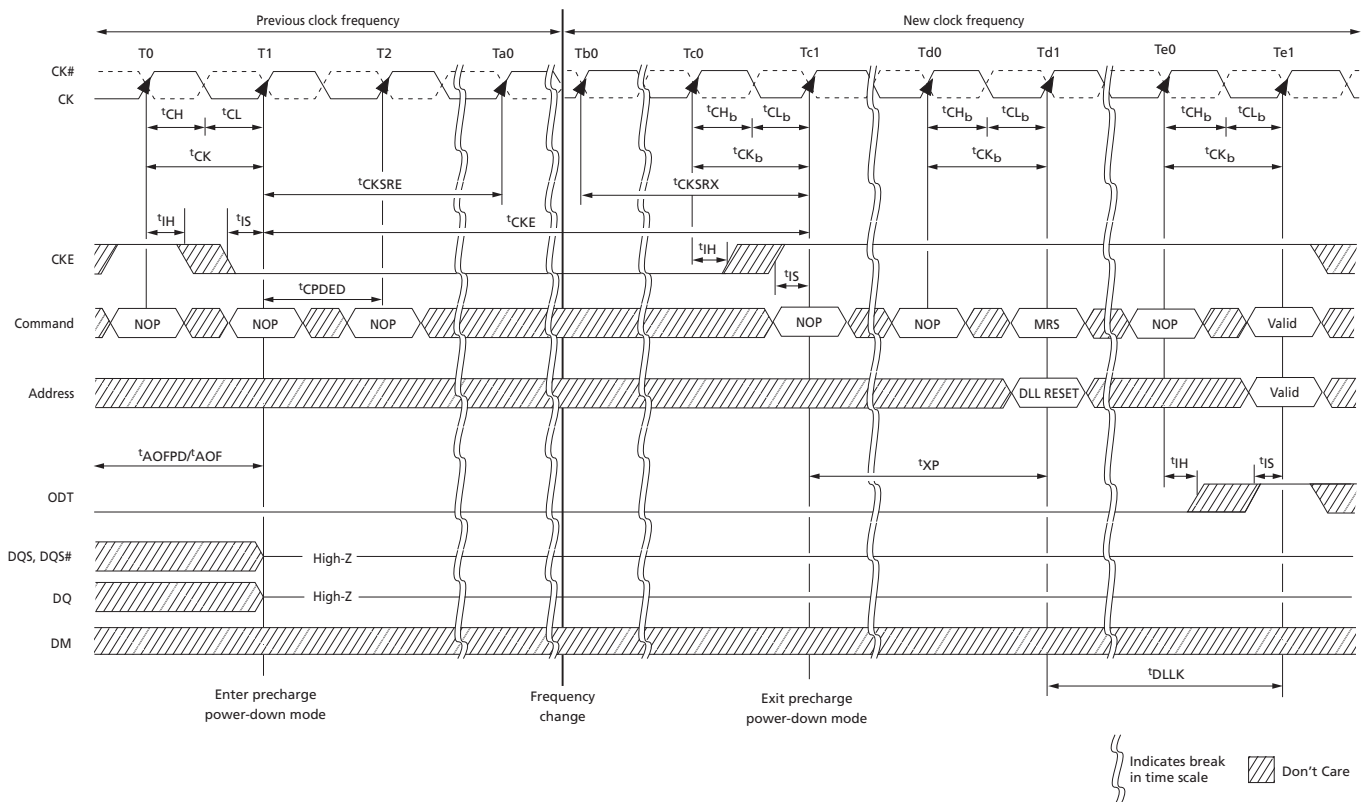 Previous clock frequency New clock frequency
T0 T1 T2 Ta0 Tb0 Tc0 Tc1 Td0 Td1 Te0 Te1
CK#
CK
tCH tCL tCHb tCLb tCHb tCLb tCHb tCLb
tCK tCKb tCKb tCKb
tCKSRE tCKSRX
tIH tIS tCKE
CKE tIH
tIS
tCPDED
Command NOP NOP NOP NOP NOP MRS NOP Valid
Address DLL RESET Valid
tAOFPD/tAOF tXP tIH tIS
ODT
DQS, DQS# High-Z
DQ High-Z
DM
tDLLK
Enter precharge
power-down mode
Frequency
change
Exit precharge
power-down mode
Indicates break
in time scale
Don't Care